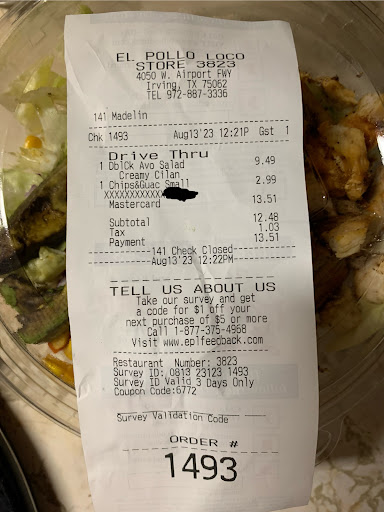 EL POLLO LOCO
STORE 3823
4050 W. Airport FWY
Irving, TX 75062
TEL 972-887-3336
141 Madelin
Chk 1493 Aug13'23 12:21P Gst 1
Drive Thru
1 DblCk Avo Salad 9.49
Creamy Cilan
1 Chips&Guac Small 2.99
XXXXXXXXXXXX
Mastercard 13.51
Subtotal 12.48
Tax 1.03
Payment 13.51
141 Check Closed
Aug13'23 12:22PM
TELL US ABOUT US
Take our survey and get
a code for $1 off your
next purchase of $5 or more
Call 1-877-375-4968
Visit www.eplfeedback.com
Restaurant Number: 3823
Survey ID: 0813 23123 1493
Survey ID Valid 3 Days Only
Coupon Code:6772
Survey Validation Code
ORDER #
1493